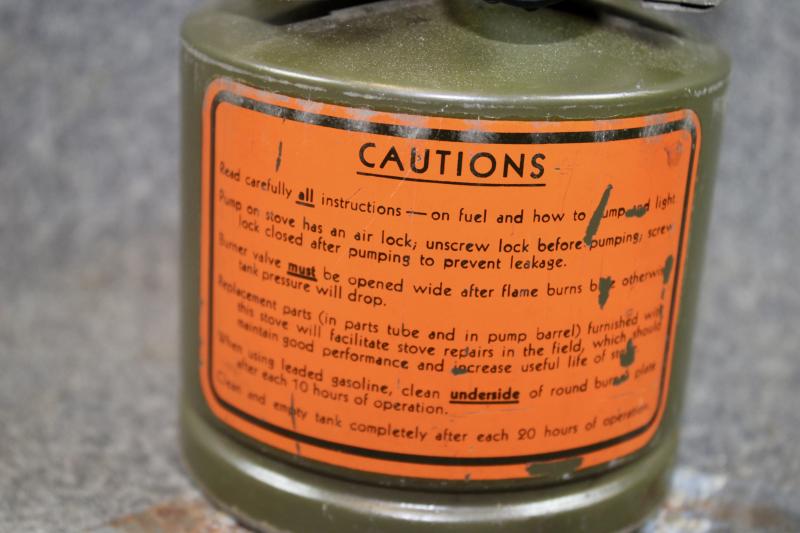 CAUTIONS
Read carefully all instructions — on fuel and how to pump and light
Pump on stove has an air lock; unscrew lock before pumping; screw
lock closed after pumping to prevent leakage.
Burner valve must be opened wide after flame burns blue otherwise
tank pressure will drop.
Replacement parts (in parts tube and in pump barrel) furnished with
this stove will facilitate stove repairs in the field, which should
maintain good performance and increase useful life of stove.
When using leaded gasoline, clean underside of round burner plate
after each 10 hours of operation.
Clean and empty tank completely after each 20 hours of operation.